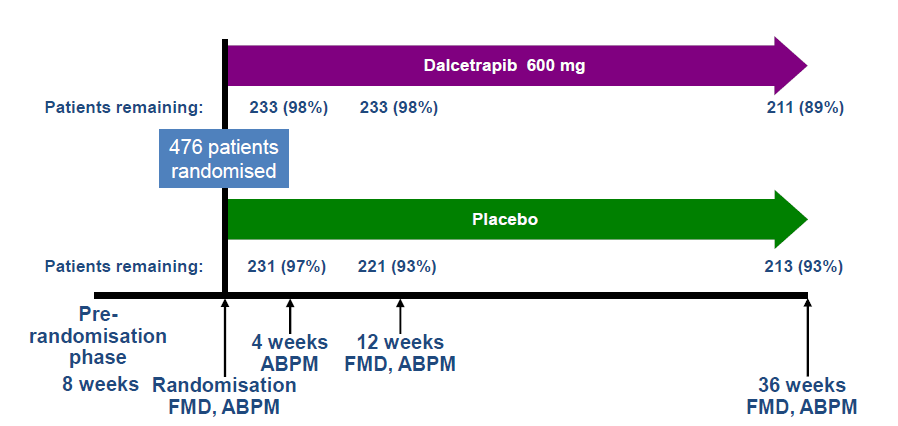 Dalcetrapib 600 mg
Patients remaining: 233 (98%) 233 (98%) 211 (89%)
476 patients
randomised
Placebo
Patients remaining: 231 (97%) 221 (93%) 213 (93%)
Pre-
randomisation
phase
8 weeks
Randomisation
FMD, ABPM
4 weeks
ABPM
12 weeks
FMD, ABPM
36 weeks
FMD, ABPM